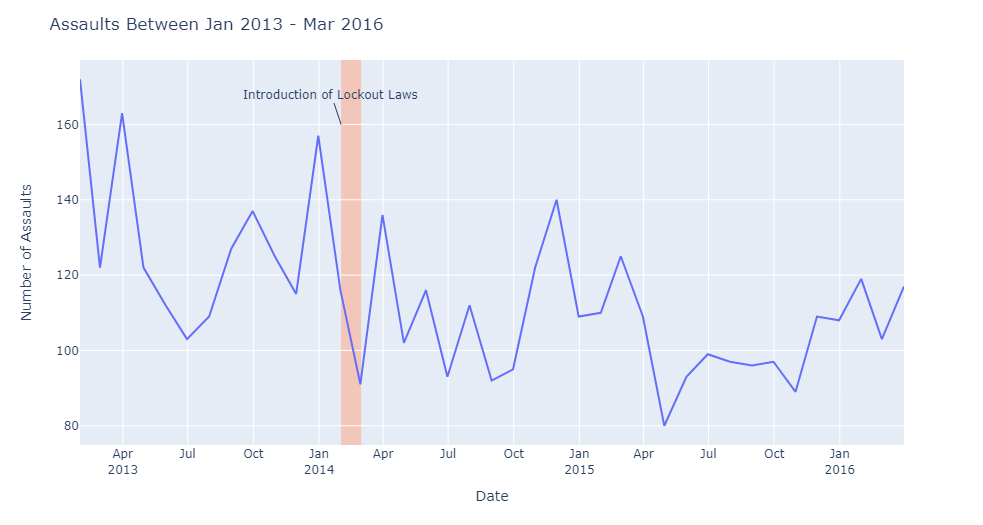 Assaults Between Jan 2013 - Mar 2016
Introduction of Lockout Laws
Number of Assaults
160
140
120
100
80
Apr Jul Oct Jan Apr Jul Oct Jan Apr Jul Oct Jan
2013 2014 2015 2016
Date